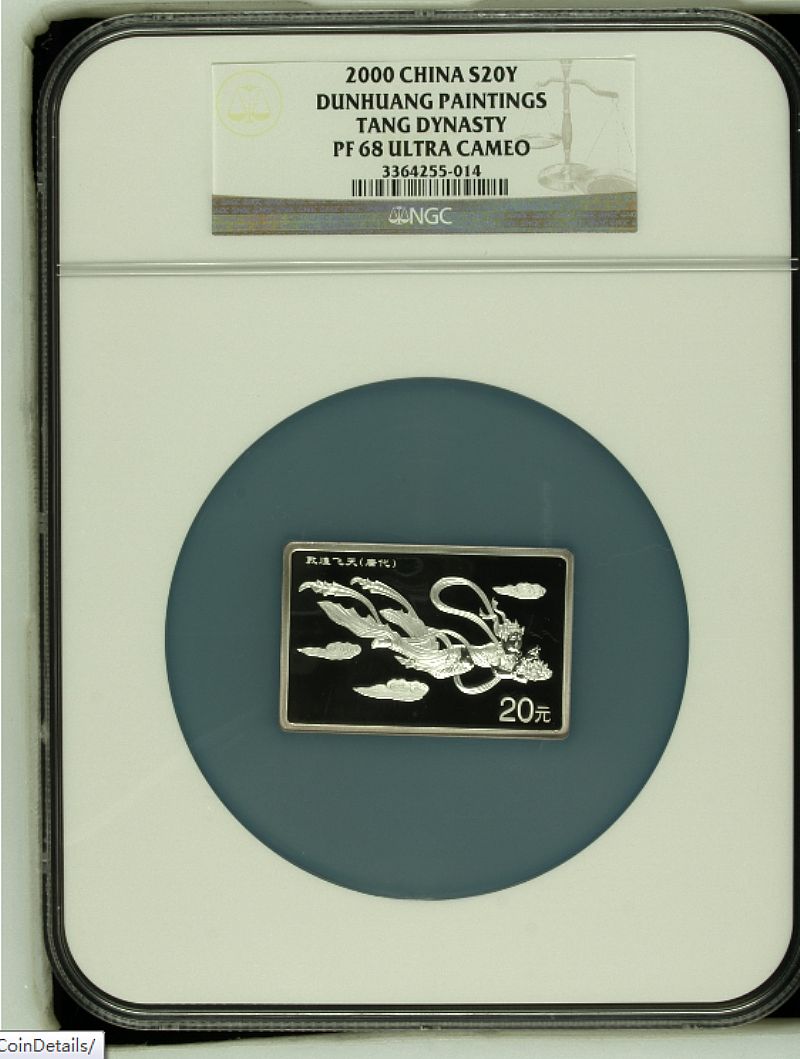 2000 CHINA S20Y
DUNHUANG PAINTINGS
TANG DYNASTY
PF 68 ULTRA CAMEO
3364255-014
NGC
敦煌飞天(唐代)
20元
CoinDetails/